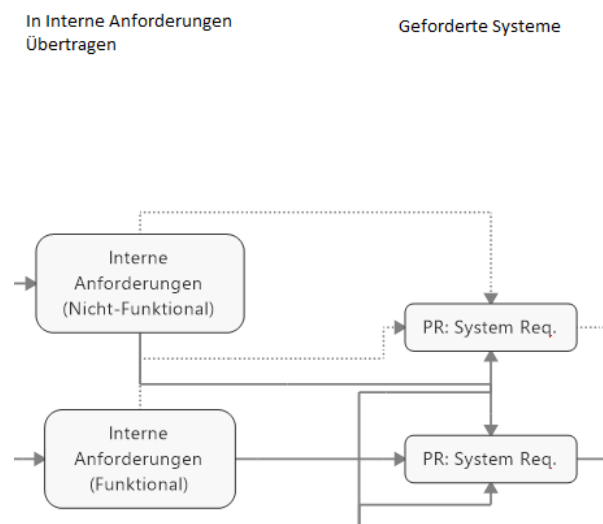 In Interne Anforderungen
Übertragen
Geforderte Systeme
Interne
Anforderungen
(Nicht-Funktional)
PR: System Req.
Interne
Anforderungen
(Funktional)
PR: System Req.